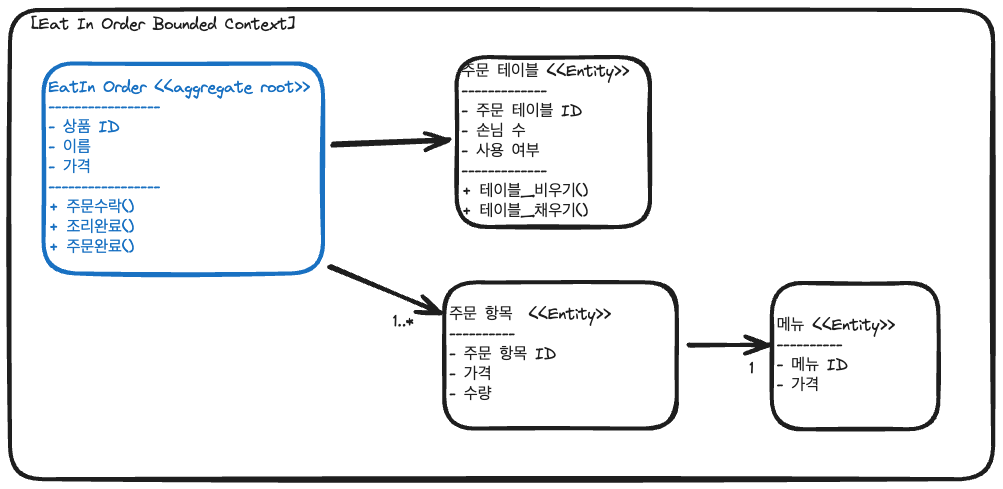 [Eat In Order Bounded Context]
EatIn Order <<aggregate root>>
-----------------
- 상품 ID
- 이름
- 가격
-----------------
+ 주문수락()
+ 조리완료()
+ 주문완료()
주문 테이블 <<Entity>>
-------------
- 주문 테이블 ID
- 손님 수
- 사용 여부
-------------
+ 테이블_비우기()
+ 테이블_채우기()
1..*
주문 항목 <<Entity>>
----------
- 주문 항목 ID
- 가격
- 수량
1
메뉴 <<Entity>>
----------
- 메뉴 ID
- 가격